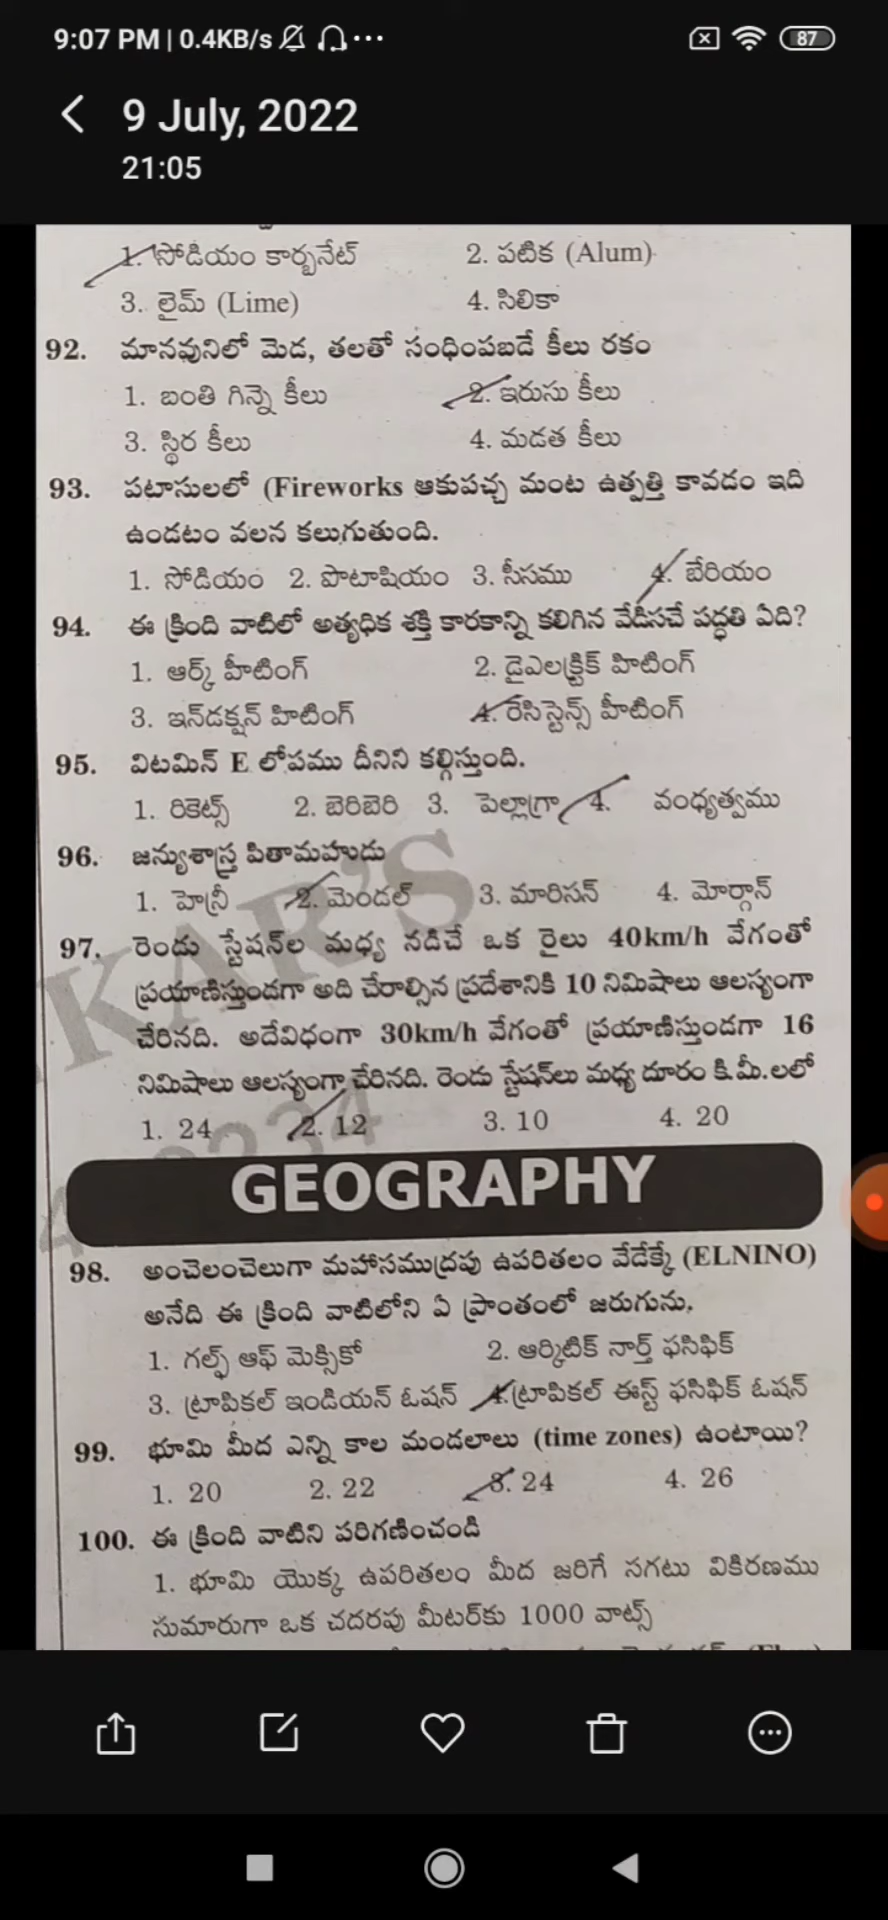 9:07 PM | 0.4KB/s
87
9 July, 2022
21:05
1. సోడియం కార్బనేట్ 2. పటిక (Alum)
3. లైమ్ (Lime) 4. సిలికా
92. మానవునిలో మెడ, తలతో సంధింపబడే కీలు రకం
1. బంతి గిన్నె కీలు 2. ఇరుసు కీలు
3. స్థిర కీలు 4. మడత కీలు
93. పటాసులలో (Fireworks ఆకుపచ్చ మంట ఉత్పత్తి కావడం ఇది
ఉండటం వలన కలుగుతుంది.
1. సోడియం 2. పొటాషియం 3. సీసము 4. బేరియం
94. ఈ క్రింది వాటిలో అత్యధిక శక్తి కారకాన్ని కలిగిన వేడిసచే పద్ధతి ఏది?
1. ఆర్క్ హీటింగ్ 2. డైఎలక్ట్రిక్ హిటింగ్
3. ఇన్‌డక్షన్ హిటింగ్ 4. రెసిస్టెన్స్ హీటింగ్
95. విటమిన్ E లోపము దీనిని కల్గిస్తుంది.
1. రికెట్స్ 2. బెరిబెరి 3. పెల్లాగ్రా 4. వంధ్యత్వము
96. జన్యుశాస్త్ర పితామహుడు
1. హెన్రీ 2. మెండల్ 3. మారిసన్ 4. మోర్గాన్
97. రెండు స్టేషన్‌ల మధ్య నడిచే ఒక రైలు 40km/h వేగంతో
ప్రయాణిస్తుండగా అది చేరాల్సిన ప్రదేశానికి 10 నిమిషాలు ఆలస్యంగా
చేరినది. అదేవిధంగా 30km/h వేగంతో ప్రయాణిస్తుండగా 16
నిమిషాలు ఆలస్యంగా చేరినది. రెండు స్టేషన్‌లు మధ్య దూరం కి.మీ.లలో
1. 24 2. 12 3. 10 4. 20
GEOGRAPHY
98. అంచెలంచెలుగా మహాసముద్రపు ఉపరితలం వేడేక్కే (ELNINO)
అనేది ఈ క్రింది వాటిలోని ఏ ప్రాంతంలో జరుగును.
1. గల్ఫ్ ఆఫ్ మెక్సికో 2. ఆర్కిటిక్ నార్త్ ఫసిఫిక్
3. ట్రాపికల్ ఇండియన్ ఓషన్ 4. ట్రాపికల్ ఈస్ట్ ఫసిఫిక్ ఓషన్
99. భూమి మీద ఎన్ని కాల మండలాలు (time zones) ఉంటాయి?
1. 20 2. 22 3. 24 4. 26
100. ఈ క్రింది వాటిని పరిగణించండి
1. భూమి యొక్క ఉపరితలం మీద జరిగే సగటు వికిరణము
సుమారుగా ఒక చదరపు మీటర్‌కు 1000 వాట్స్